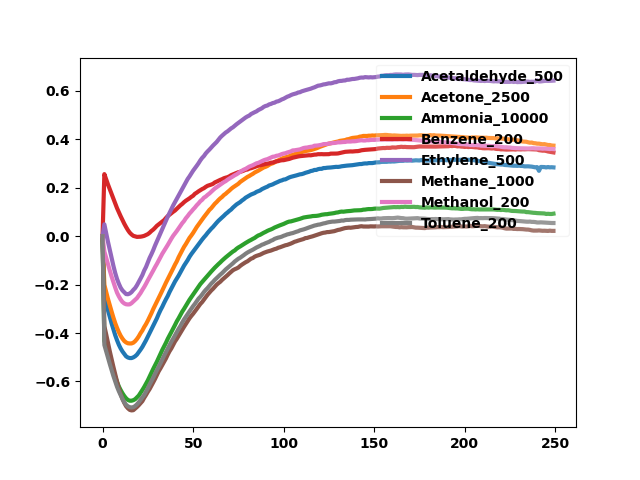 0.6
0.4
0.2
0.0
−0.2
−0.4
−0.6
0
50
100
150
200
250
Acetaldehyde_500
Acetone_2500
Ammonia_10000
Benzene_200
Ethylene_500
Methane_1000
Methanol_200
Toluene_200